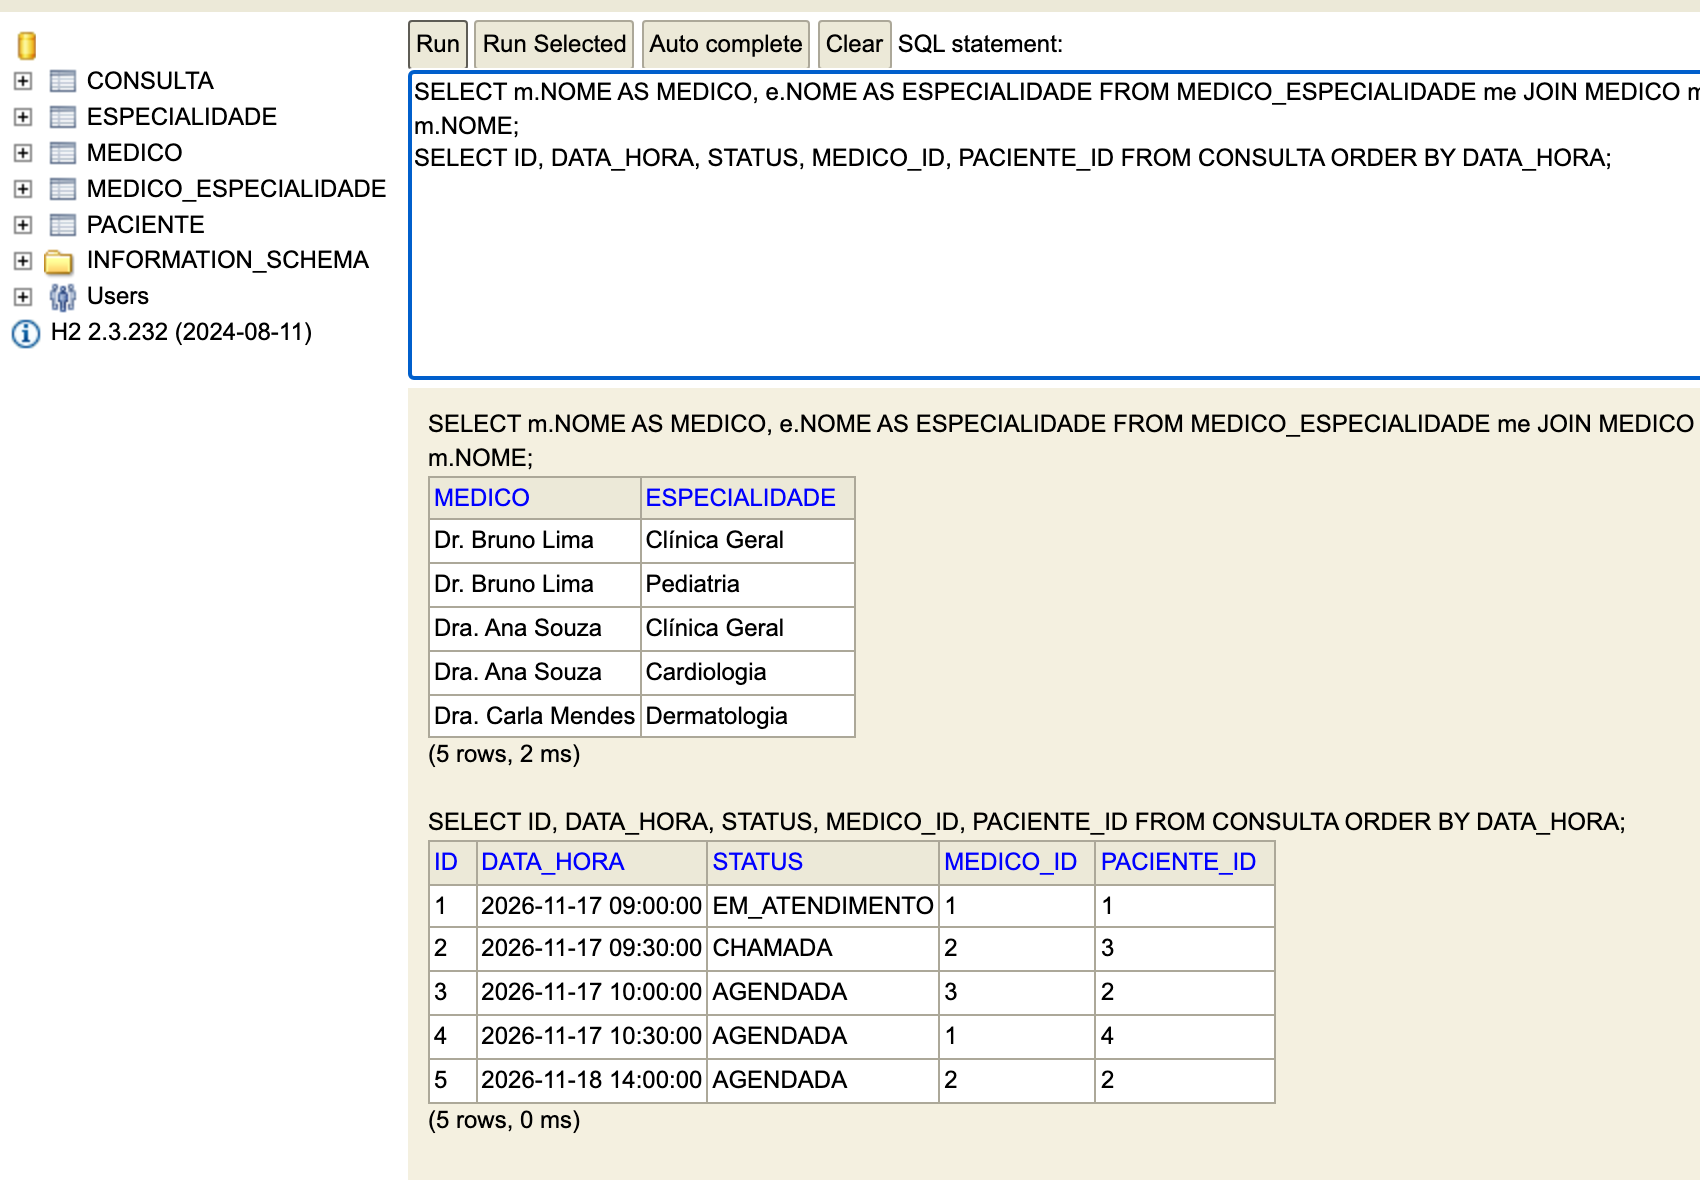 CONSULTA
ESPECIALIDADE
MEDICO
MEDICO_ESPECIALIDADE
PACIENTE
INFORMATION_SCHEMA
Users
H2 2.3.232 (2024-08-11)
Run Run Selected Auto complete Clear SQL statement:
SELECT m.NOME AS MEDICO, e.NOME AS ESPECIALIDADE FROM MEDICO_ESPECIALIDADE me JOIN MEDICO
m.NOME;
SELECT ID, DATA_HORA, STATUS, MEDICO_ID, PACIENTE_ID FROM CONSULTA ORDER BY DATA_HORA;
SELECT m.NOME AS MEDICO, e.NOME AS ESPECIALIDADE FROM MEDICO_ESPECIALIDADE me JOIN MEDICO
m.NOME;
MEDICO ESPECIALIDADE
Dr. Bruno Lima Clínica Geral
Dr. Bruno Lima Pediatria
Dra. Ana Souza Clínica Geral
Dra. Ana Souza Cardiologia
Dra. Carla Mendes Dermatologia
(5 rows, 2 ms)
SELECT ID, DATA_HORA, STATUS, MEDICO_ID, PACIENTE_ID FROM CONSULTA ORDER BY DATA_HORA;
ID DATA_HORA STATUS MEDICO_ID PACIENTE_ID
1 2026-11-17 09:00:00 EM_ATENDIMENTO 1 1
2 2026-11-17 09:30:00 CHAMADA 2 3
3 2026-11-17 10:00:00 AGENDADA 3 2
4 2026-11-17 10:30:00 AGENDADA 1 4
5 2026-11-18 14:00:00 AGENDADA 2 2
(5 rows, 0 ms)